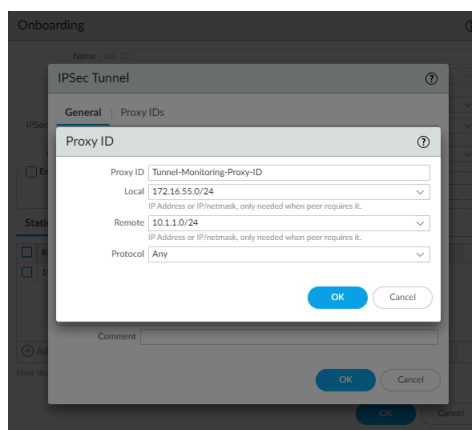 Onboarding
Name AZ-12
IPSec Tunnel
General | Proxy IDs
IPSec
Proxy ID
Proxy ID Tunnel-Monitoring-Proxy-ID
Local 172.16.55.0/24
IP Address or IP/netmask, only needed when peer requires it.
Remote 10.1.1.0/24
IP Address or IP/netmask, only needed when peer requires it.
Protocol Any
OK Cancel
Comment
OK Cancel
OK Cancel